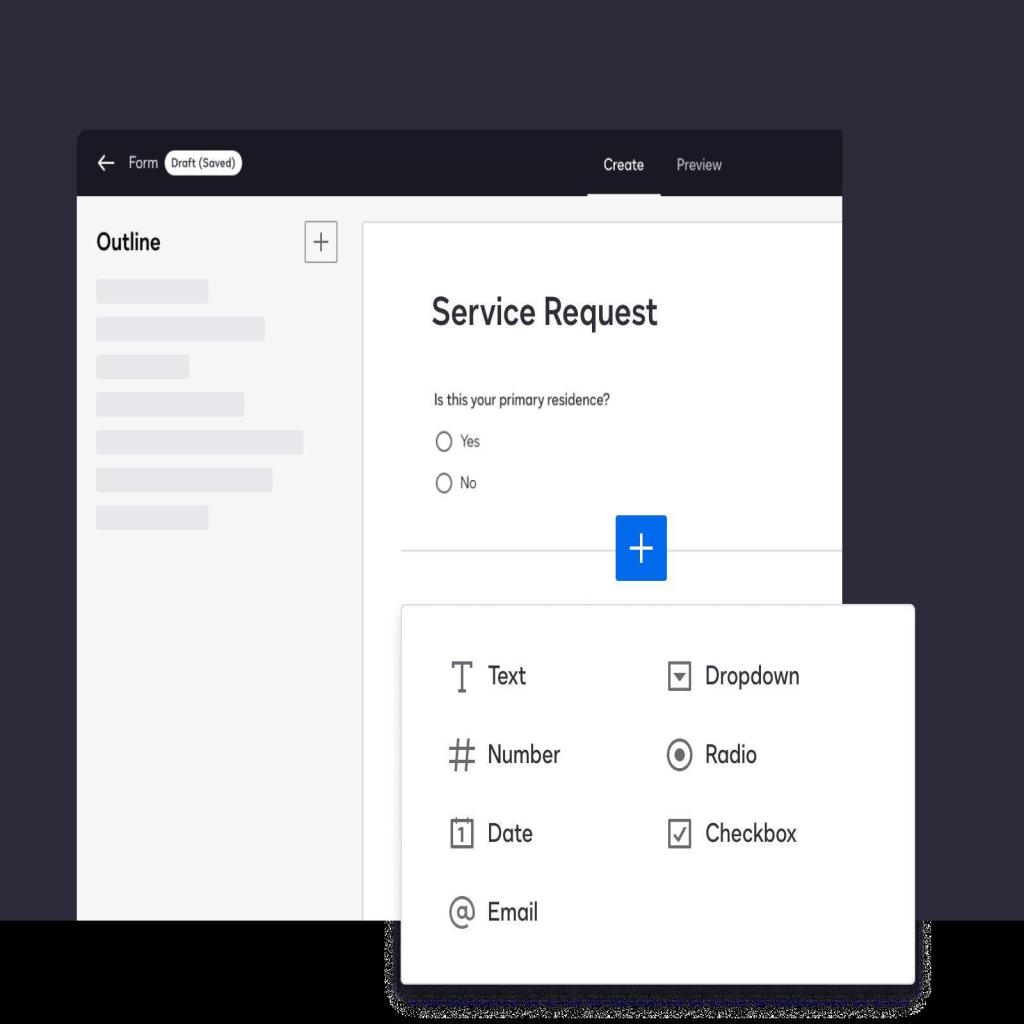 Form Draft (Saved) Create Preview
Outline
Service Request
Is this your primary residence?
Yes
No
Text Dropdown
Number Radio
1 Date Checkbox
@ Email